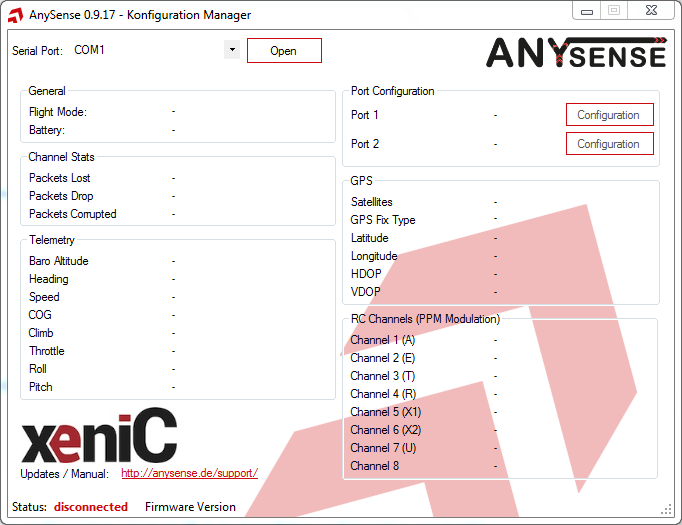 AnySense 0.9.17 - Konfiguration Manager
Serial Port: COM1 Open
ANYSENSE
General
Flight Mode: -
Battery: -
Channel Stats
Packets Lost -
Packets Drop -
Packets Corrupted -
Telemetry
Baro Altitude -
Heading -
Speed -
COG -
Climb -
Throttle -
Roll -
Pitch -
Port Configuration
Port 1 - Configuration
Port 2 - Configuration
GPS
Satellites -
GPS Fix Type -
Latitude -
Longitude -
HDOP -
VDOP -
RC Channels (PPM Modulation)
Channel 1 (A) -
Channel 2 (E) -
Channel 3 (T) -
Channel 4 (R) -
Channel 5 (X1) -
Channel 6 (X2) -
Channel 7 (U) -
Channel 8 -
xeniC
Updates / Manual: http://anysense.de/support/
Status: disconnected Firmware Version